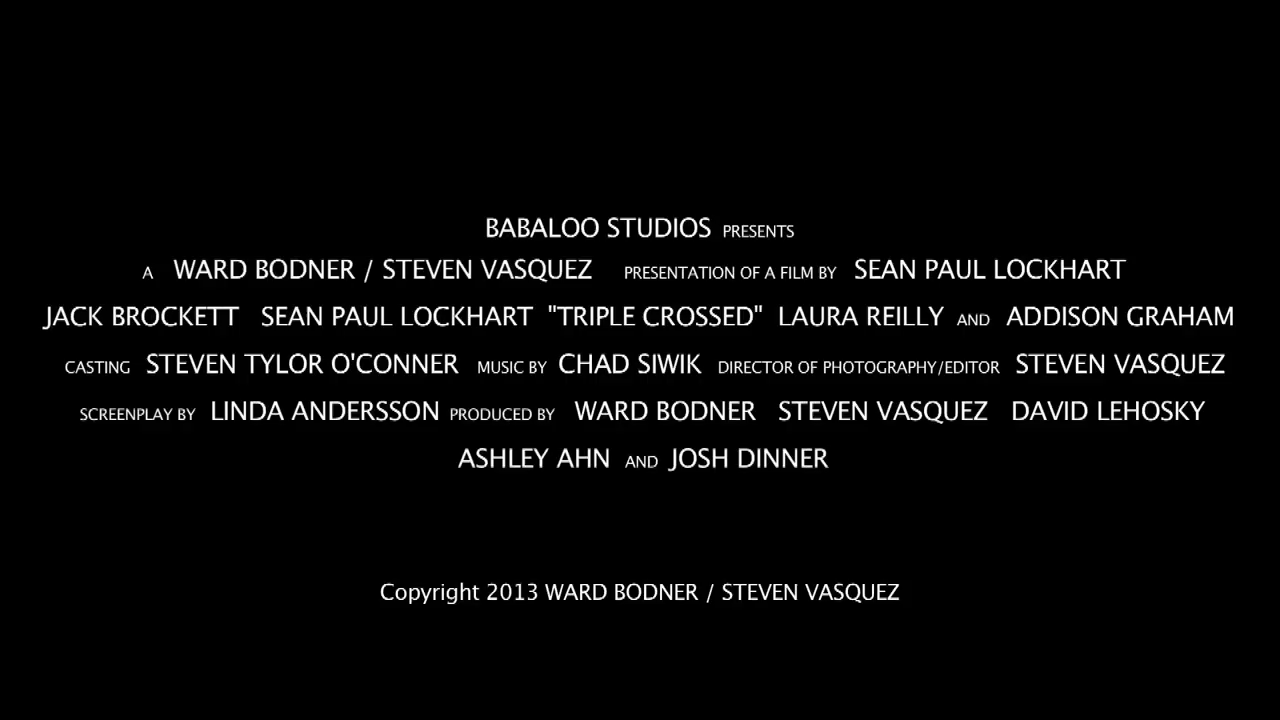 BABALOO STUDIOS PRESENTS
A WARD BODNER / STEVEN VASQUEZ PRESENTATION OF A FILM BY SEAN PAUL LOCKHART
JACK BROCKETT SEAN PAUL LOCKHART "TRIPLE CROSSED" LAURA REILLY AND ADDISON GRAHAM
CASTING STEVEN TYLOR O'CONNER MUSIC BY CHAD SIWIK DIRECTOR OF PHOTOGRAPHY/EDITOR STEVEN VASQUEZ
SCREENPLAY BY LINDA ANDERSSON PRODUCED BY WARD BODNER STEVEN VASQUEZ DAVID LEHOSKY
ASHLEY AHN AND JOSH DINNER
Copyright 2013 WARD BODNER / STEVEN VASQUEZ